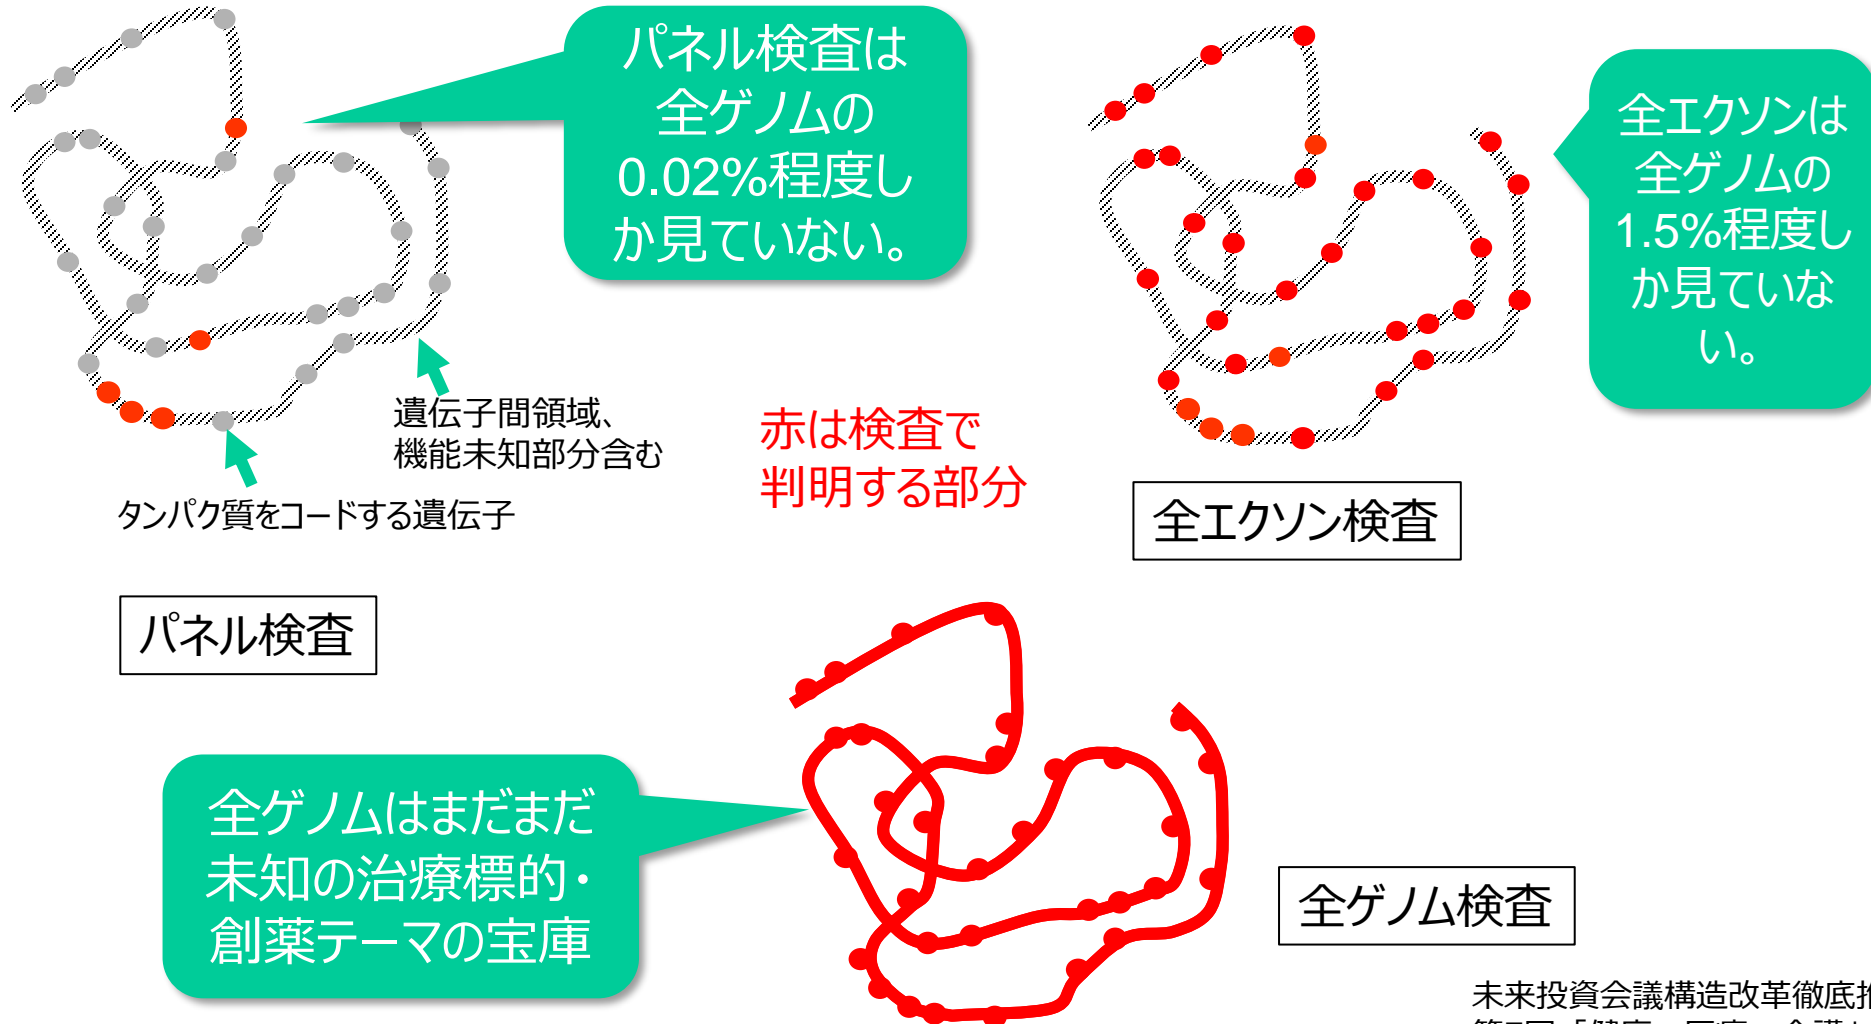 パネル検査は
全ゲノムの
0.02%程度し
か見ていない。
全エクソンは
全ゲノムの
1.5%程度し
か見ていな
い。
遺伝子間領域、
機能未知部分含む
タンパク質をコードする遺伝子
赤は検査で
判明する部分
全エクソン検査
パネル検査
全ゲノムはまだまだ
未知の治療標的・
創薬テーマの宝庫
全ゲノム検査
未来投資会議構造改革徹底推